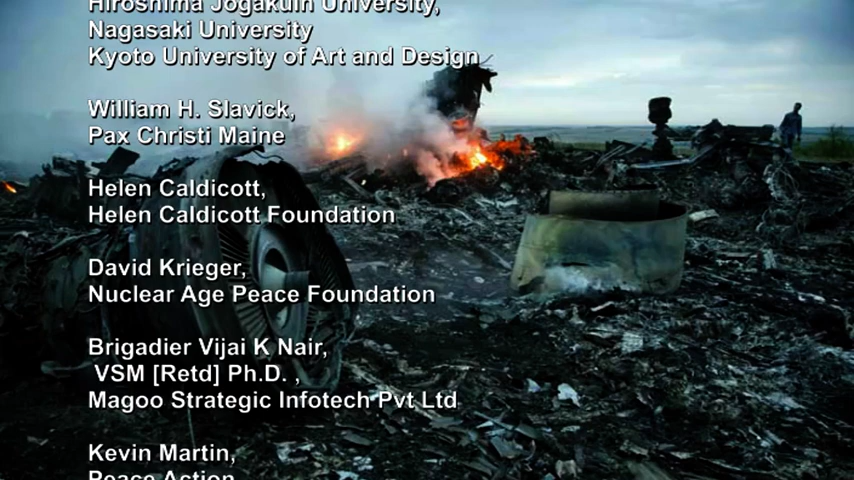 Hiroshima Jogakuin University,
Nagasaki University
Kyoto University of Art and Design
William H. Slavick,
Pax Christi Maine
Helen Caldicott,
Helen Caldicott Foundation
David Krieger,
Nuclear Age Peace Foundation
Brigadier Vijai K Nair,
VSM [Retd] Ph.D. ,
Magoo Strategic Infotech Pvt Ltd
Kevin Martin,
Peace Action